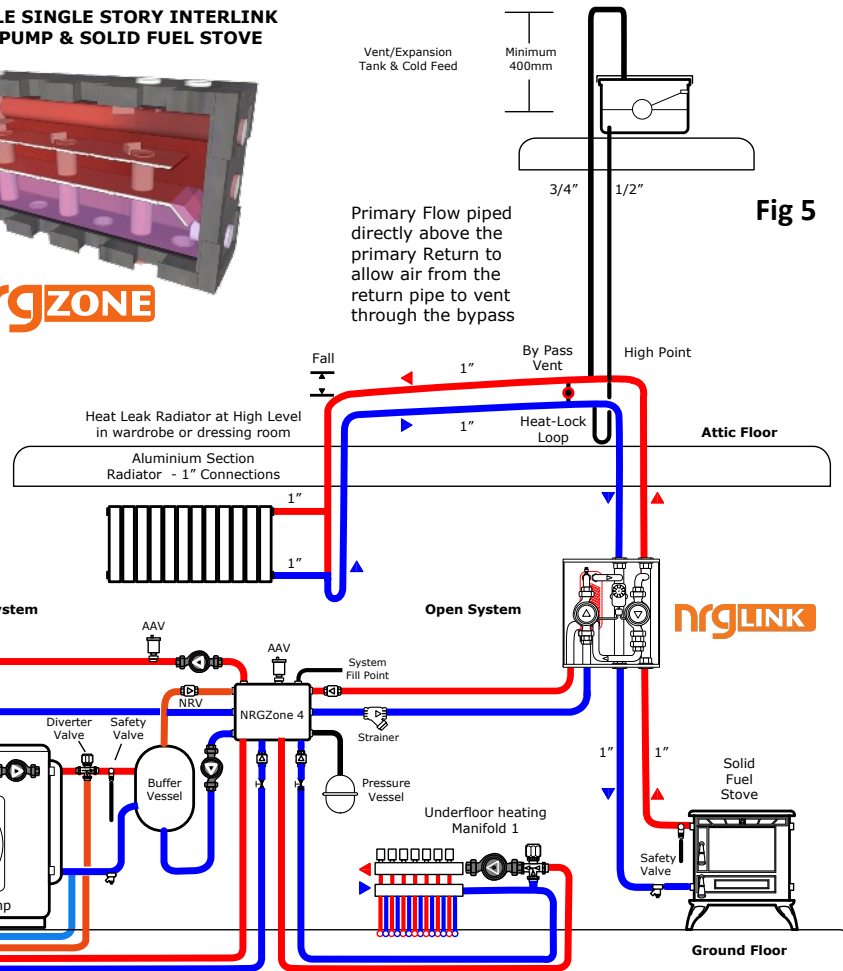 SINGLE STORY INTERLINK
PUMP & SOLID FUEL STOVE
Vent/Expansion
Tank & Cold Feed
Minimum
400mm
3/4”
1/2”
Fig 5
Primary Flow piped
directly above the
primary Return to
allow air from the
return pipe to vent
through the bypass
ZONE
Fall
1”
By Pass
Vent
High Point
Heat Leak Radiator at High Level
in wardrobe or dressing room
1”
Heat-Lock
Loop
Attic Floor
Aluminium Section
Radiator - 1” Connections
1”
1”
Open System
nrgLINK
AAV
AAV
System
Fill Point
NRV
NRGZone 4
Diverter
Valve
Safety
Valve
Strainer
Buffer
Vessel
Pressure
Vessel
1”
1”
Solid
Fuel
Stove
Underfloor heating
Manifold 1
Safety
Valve
Ground Floor